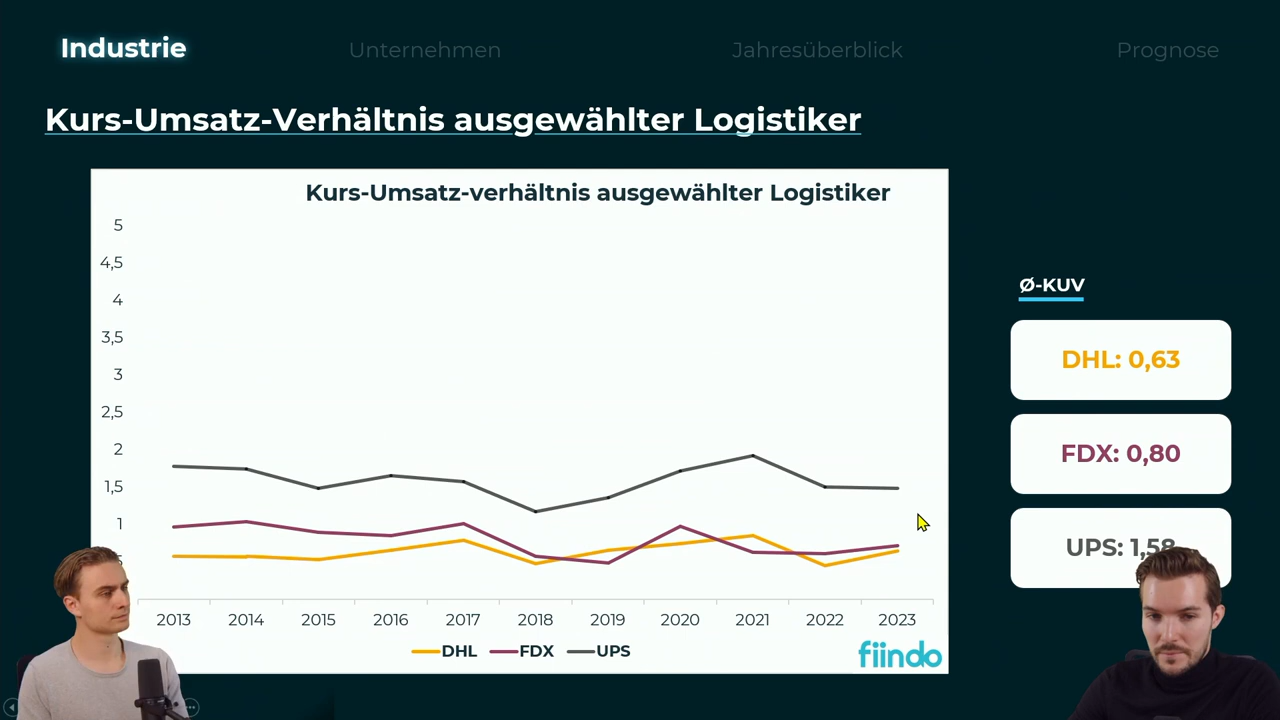 Industrie
Unternehmen
Jahresüberblick
Prognose
Kurs-Umsatz-Verhältnis ausgewählter Logistiker
Kurs-Umsatz-verhältnis ausgewählter Logistiker
5
4,5
4
3,5
3
2,5
2
1,5
1
2013 2014 2015 2016 2017 2018 2019 2020 2021 2022 2023
DHL FDX UPS
fiindo
Ø-KUV
DHL: 0,63
FDX: 0,80
UPS: 1,58